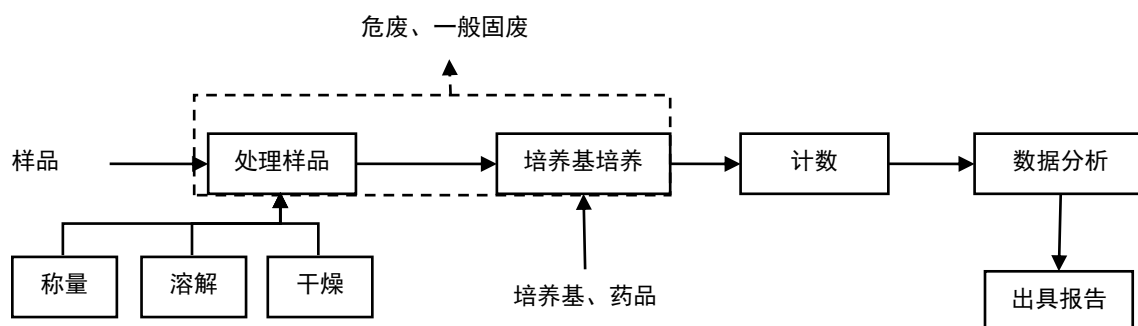 危废、一般固废
样品
处理样品
培养基培养
计数
数据分析
称量
溶解
干燥
培养基、药品
出具报告